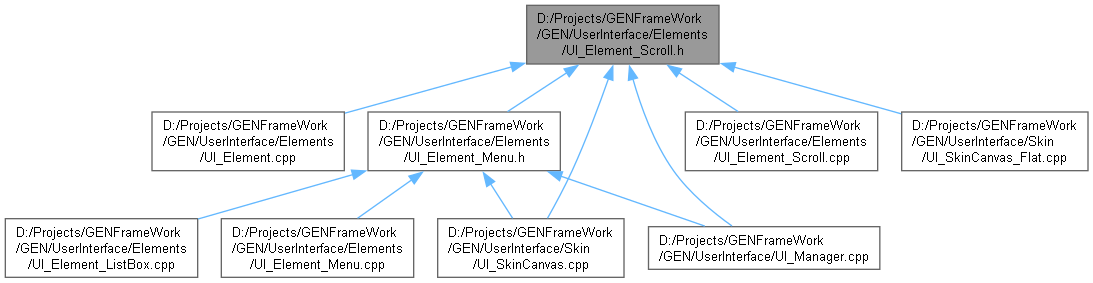 D:/Projects/GENFrameWork
/GEN/UserInterface/Elements
/UI_Element_Scroll.h
D:/Projects/GENFrameWork
/GEN/UserInterface/Elements
/UI_Element.cpp
D:/Projects/GENFrameWork
/GEN/UserInterface/Elements
/UI_Element_Menu.h
D:/Projects/GENFrameWork
/GEN/UserInterface/Elements
/UI_Element_Scroll.cpp
D:/Projects/GENFrameWork
/GEN/UserInterface/Skin
/UI_SkinCanvas_Flat.cpp
D:/Projects/GENFrameWork
/GEN/UserInterface/Elements
/UI_Element_ListBox.cpp
D:/Projects/GENFrameWork
/GEN/UserInterface/Elements
/UI_Element_Menu.cpp
D:/Projects/GENFrameWork
/GEN/UserInterface/Skin
/UI_SkinCanvas.cpp
D:/Projects/GENFrameWork
/GEN/UserInterface/UI_Manager.cpp